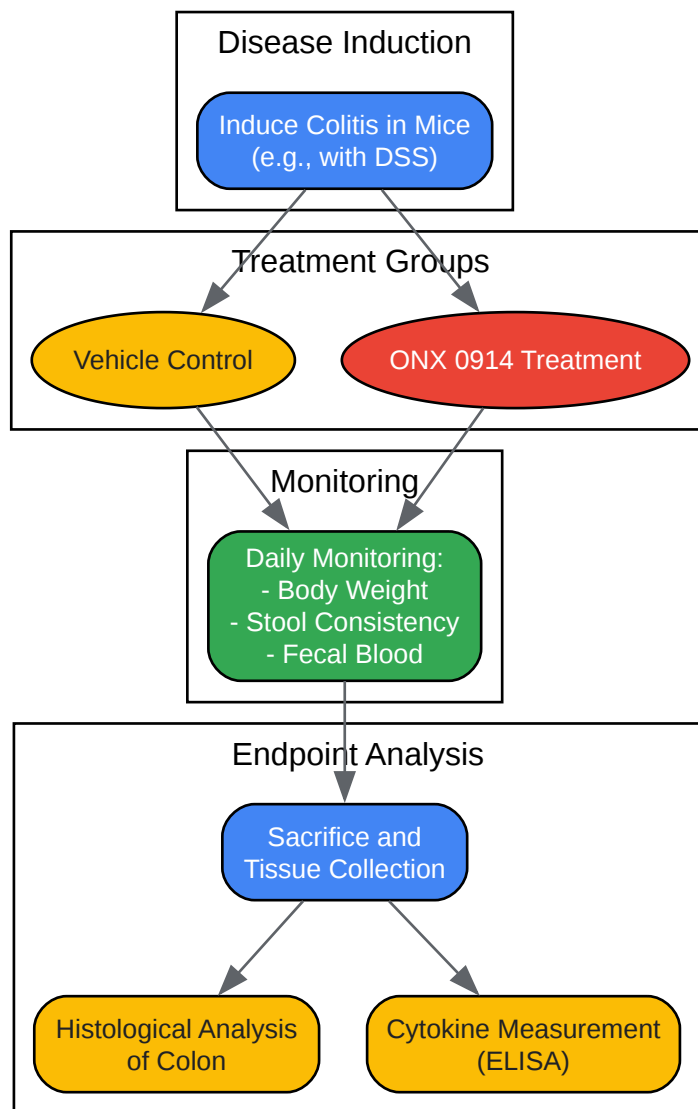 Disease Induction
Induce Colitis in Mice
(e.g., with DSS)
Treatment Groups
Vehicle Control
ONX 0914 Treatment
Monitoring
Daily Monitoring:
- Body Weight
- Stool Consistency
- Fecal Blood
Endpoint Analysis
Sacrifice and
Tissue Collection
Histological Analysis
of Colon
Cytokine Measurement
(ELISA)